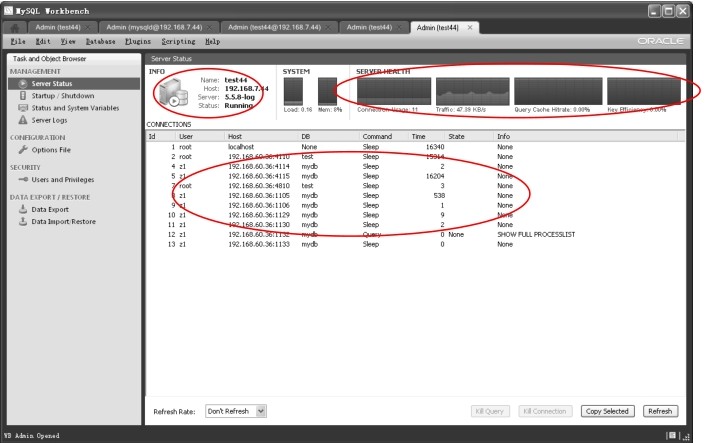 MySQL Workbench
Admin (test44) Admin (mysqld@192.168.7.44) Admin (test44@192.168.7.44) Admin (test44) Admin (test44)
File Edit View Database Plugins Scripting Help ORACLE
Task and Object Browser
MANAGEMENT
Server Status
Startup / Shutdown
Status and System Variables
Server Logs
CONFIGURATION
Options File
SECURITY
Users and Privileges
DATA EXPORT / RESTORE
Data Export
Data Import/Restore
Server Status
INFO
Name: test44
Host: 192.168.7.44
Server: 5.5.8-log
Status: Running
SYSTEM
Load: 0.16 Mem: 8%
SERVER HEALTH
Connection Usage: 11 Traffic: 47.39 KB/s Query Cache Hitrate: 0.00% Key Efficiency: 0.00%
CONNECTIONS
Id User Host DB Command Time State Info
1 root localhost None Sleep 16340 None
2 root 192.168.60.36:4110 test Sleep 15314 None
4 z1 192.168.60.36:4114 mydb Sleep 2 None
5 z1 192.168.60.36:4115 mydb Sleep 16204 None
7 root 192.168.60.36:4810 test Sleep 3 None
8 z1 192.168.60.36:1105 mydb Sleep 538 None
9 z1 192.168.60.36:1106 mydb Sleep 1 None
10 z1 192.168.60.36:1129 mydb Sleep 9 None
11 z1 192.168.60.36:1130 mydb Sleep 2 None
12 z1 192.168.60.36:1132 mydb Query 0 None SHOW FULL PROCESSLIST
13 z1 192.168.60.36:1133 mydb Sleep 0 None
Refresh Rate: Don't Refresh Kill Query Kill Connection Copy Selected Refresh
WB Admin Opened